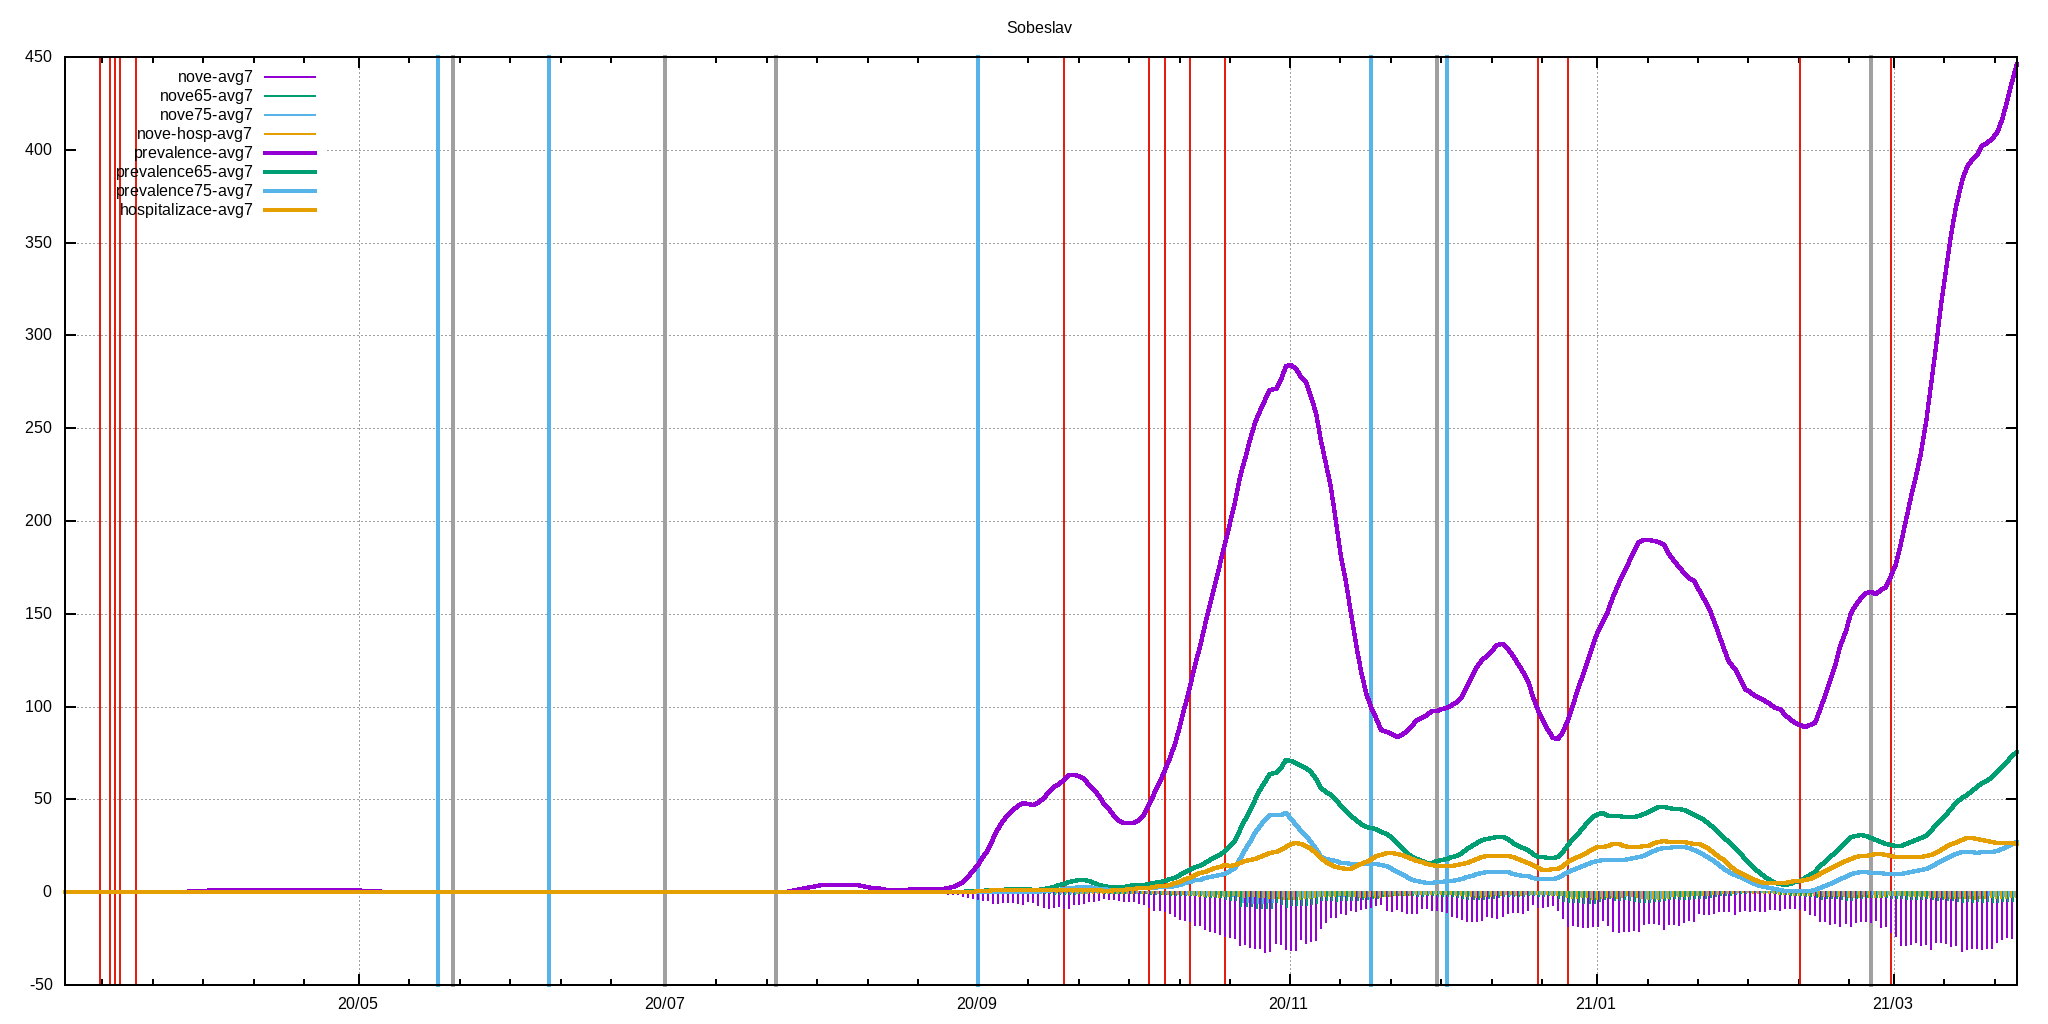 Sobeslav
450
400
350
300
250
200
150
100
50
0
-50
nove-avg7
nove65-avg7
nove75-avg7
nove-hosp-avg7
prevalence-avg7
prevalence65-avg7
prevalence75-avg7
hospitalizace-avg7
20/05 20/07 20/09 20/11 21/01 21/03